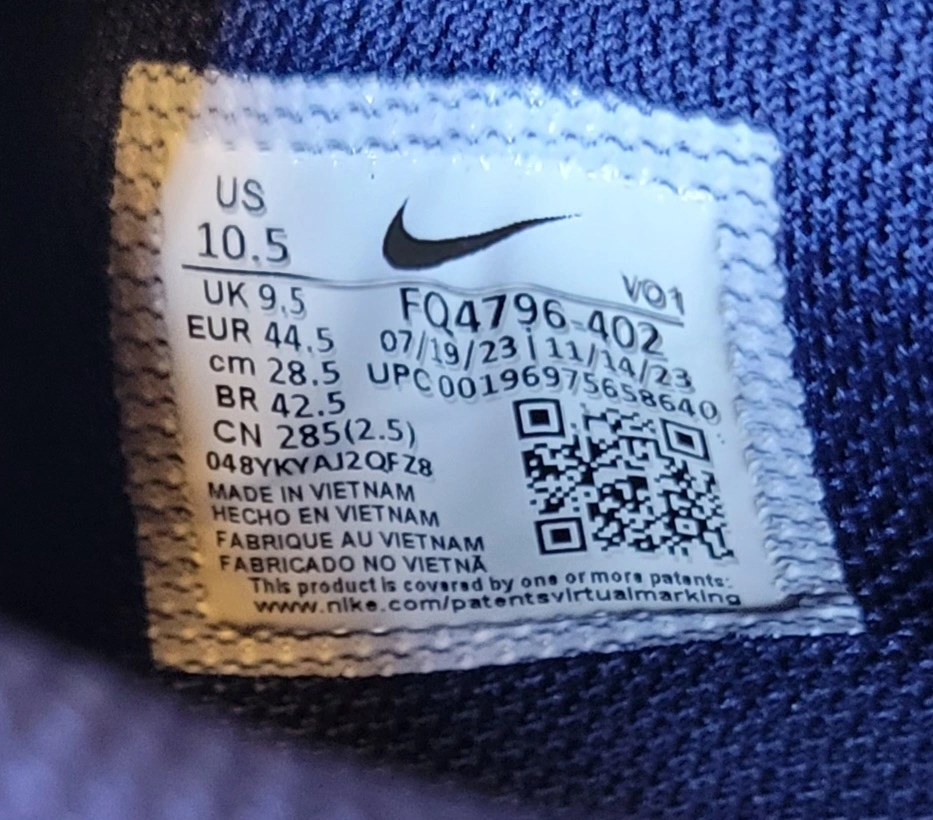 US
10.5
VO1
UK 9.5
EUR 44.5
cm 28.5
BR 42.5
CN 285(2.5)
048YKYAJ2QFZ8
FQ4796-402
07/19/23 | 11/14/23
UPC 00196975658640
MADE IN VIETNAM
HECHO EN VIETNAM
FABRIQUE AU VIETNAM
FABRICADO NO VIETNÃ
This product is covered by one or more patents:
www.nike.com/patentsvirtualmarking